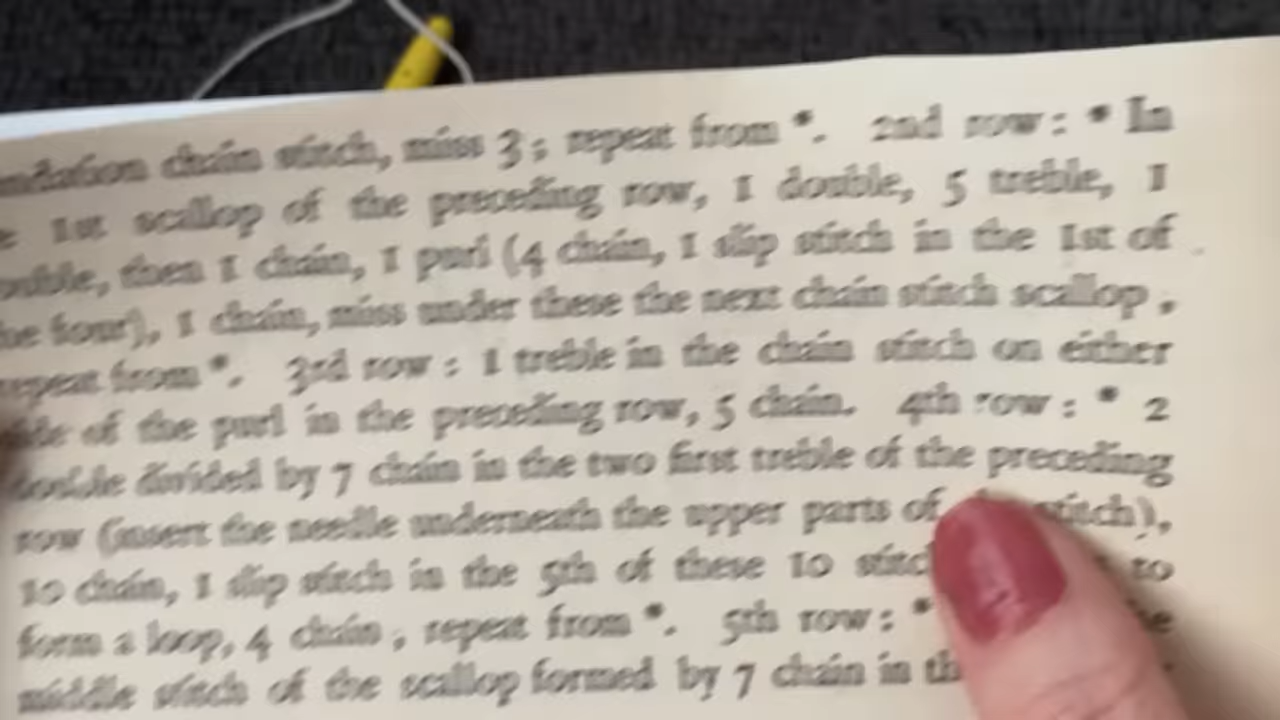 chain stitch, miss 3; repeat from *. 2nd row: * In
1st scallop of the preceding row, 1 double, 5 treble, 1
then 1 chain, 1 purl (4 chain, 1 slip stitch in the 1st of
four), 1 chain, miss under these the next chain stitch scallop,
repeat from *. 3rd row: 1 treble in the chain stitch on either
of the purl in the preceding row, 5 chain. 4th row: * 2
double divided by 7 chain in the two first treble of the preceding
row (insert the needle underneath the upper parts of stitch),
10 chain, 1 slip stitch in the 5th of these 10 to
form a loop, 4 chain, repeat from *. 5th row: *
middle stitch of the scallop formed by 7 chain in